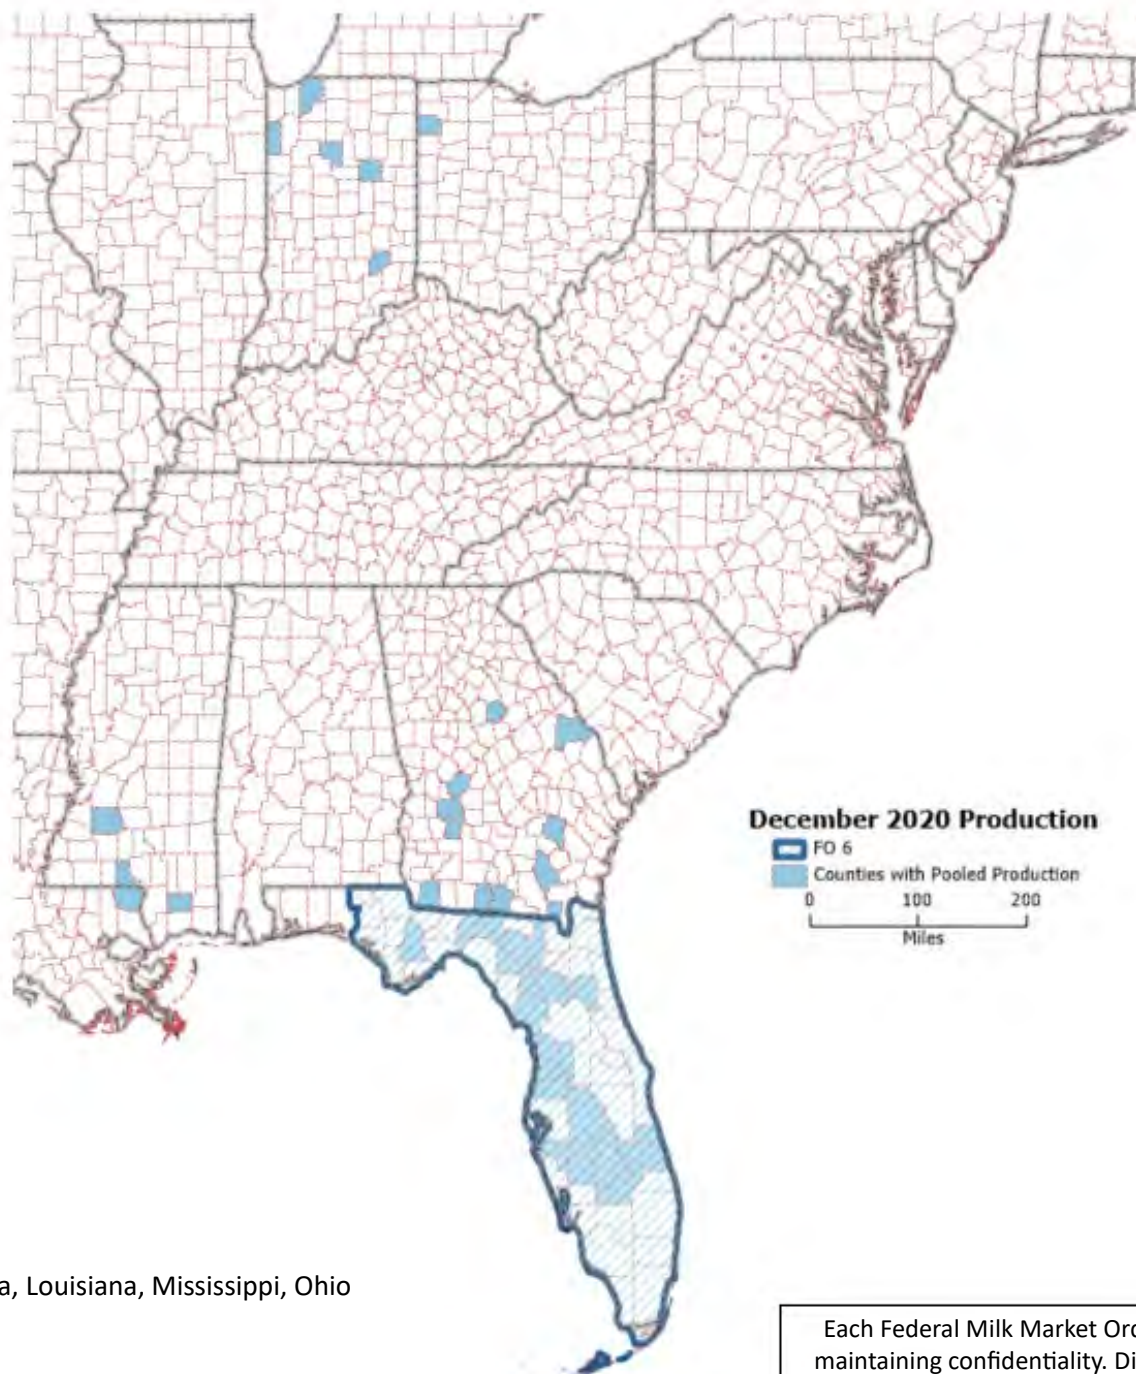 December 2020 Production
FO 6
Counties with Pooled Production
0 100 200
Miles
a, Louisiana, Mississippi, Ohio
Each Federal Milk Market Ord
maintaining confidentiality. Di